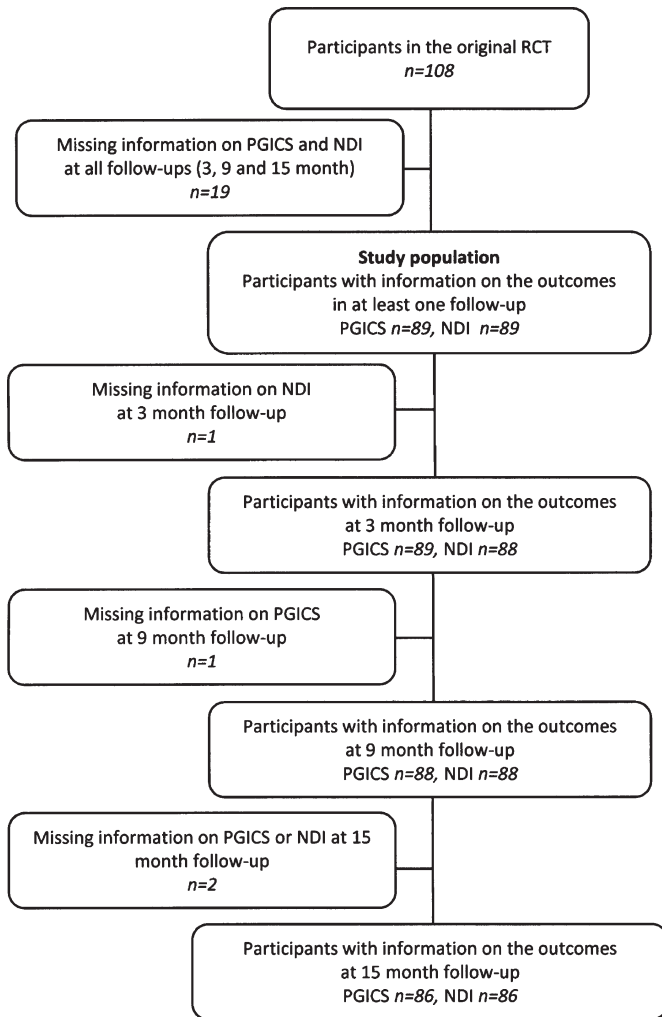 Participants in the original RCT
n=108
Missing information on PGICS and NDI
at all follow-ups (3, 9 and 15 month)
n=19
Study population
Participants with information on the outcomes
in at least one follow-up
PGICS n=89, NDI n=89
Missing information on NDI
at 3 month follow-up
n=1
Participants with information on the outcomes
at 3 month follow-up
PGICS n=89, NDI n=88
Missing information on PGICS
at 9 month follow-up
n=1
Participants with information on the outcomes
at 9 month follow-up
PGICS n=88, NDI n=88
Missing information on PGICS or NDI at 15
month follow-up
n=2
Participants with information on the outcomes
at 15 month follow-up
PGICS n=86, NDI n=86